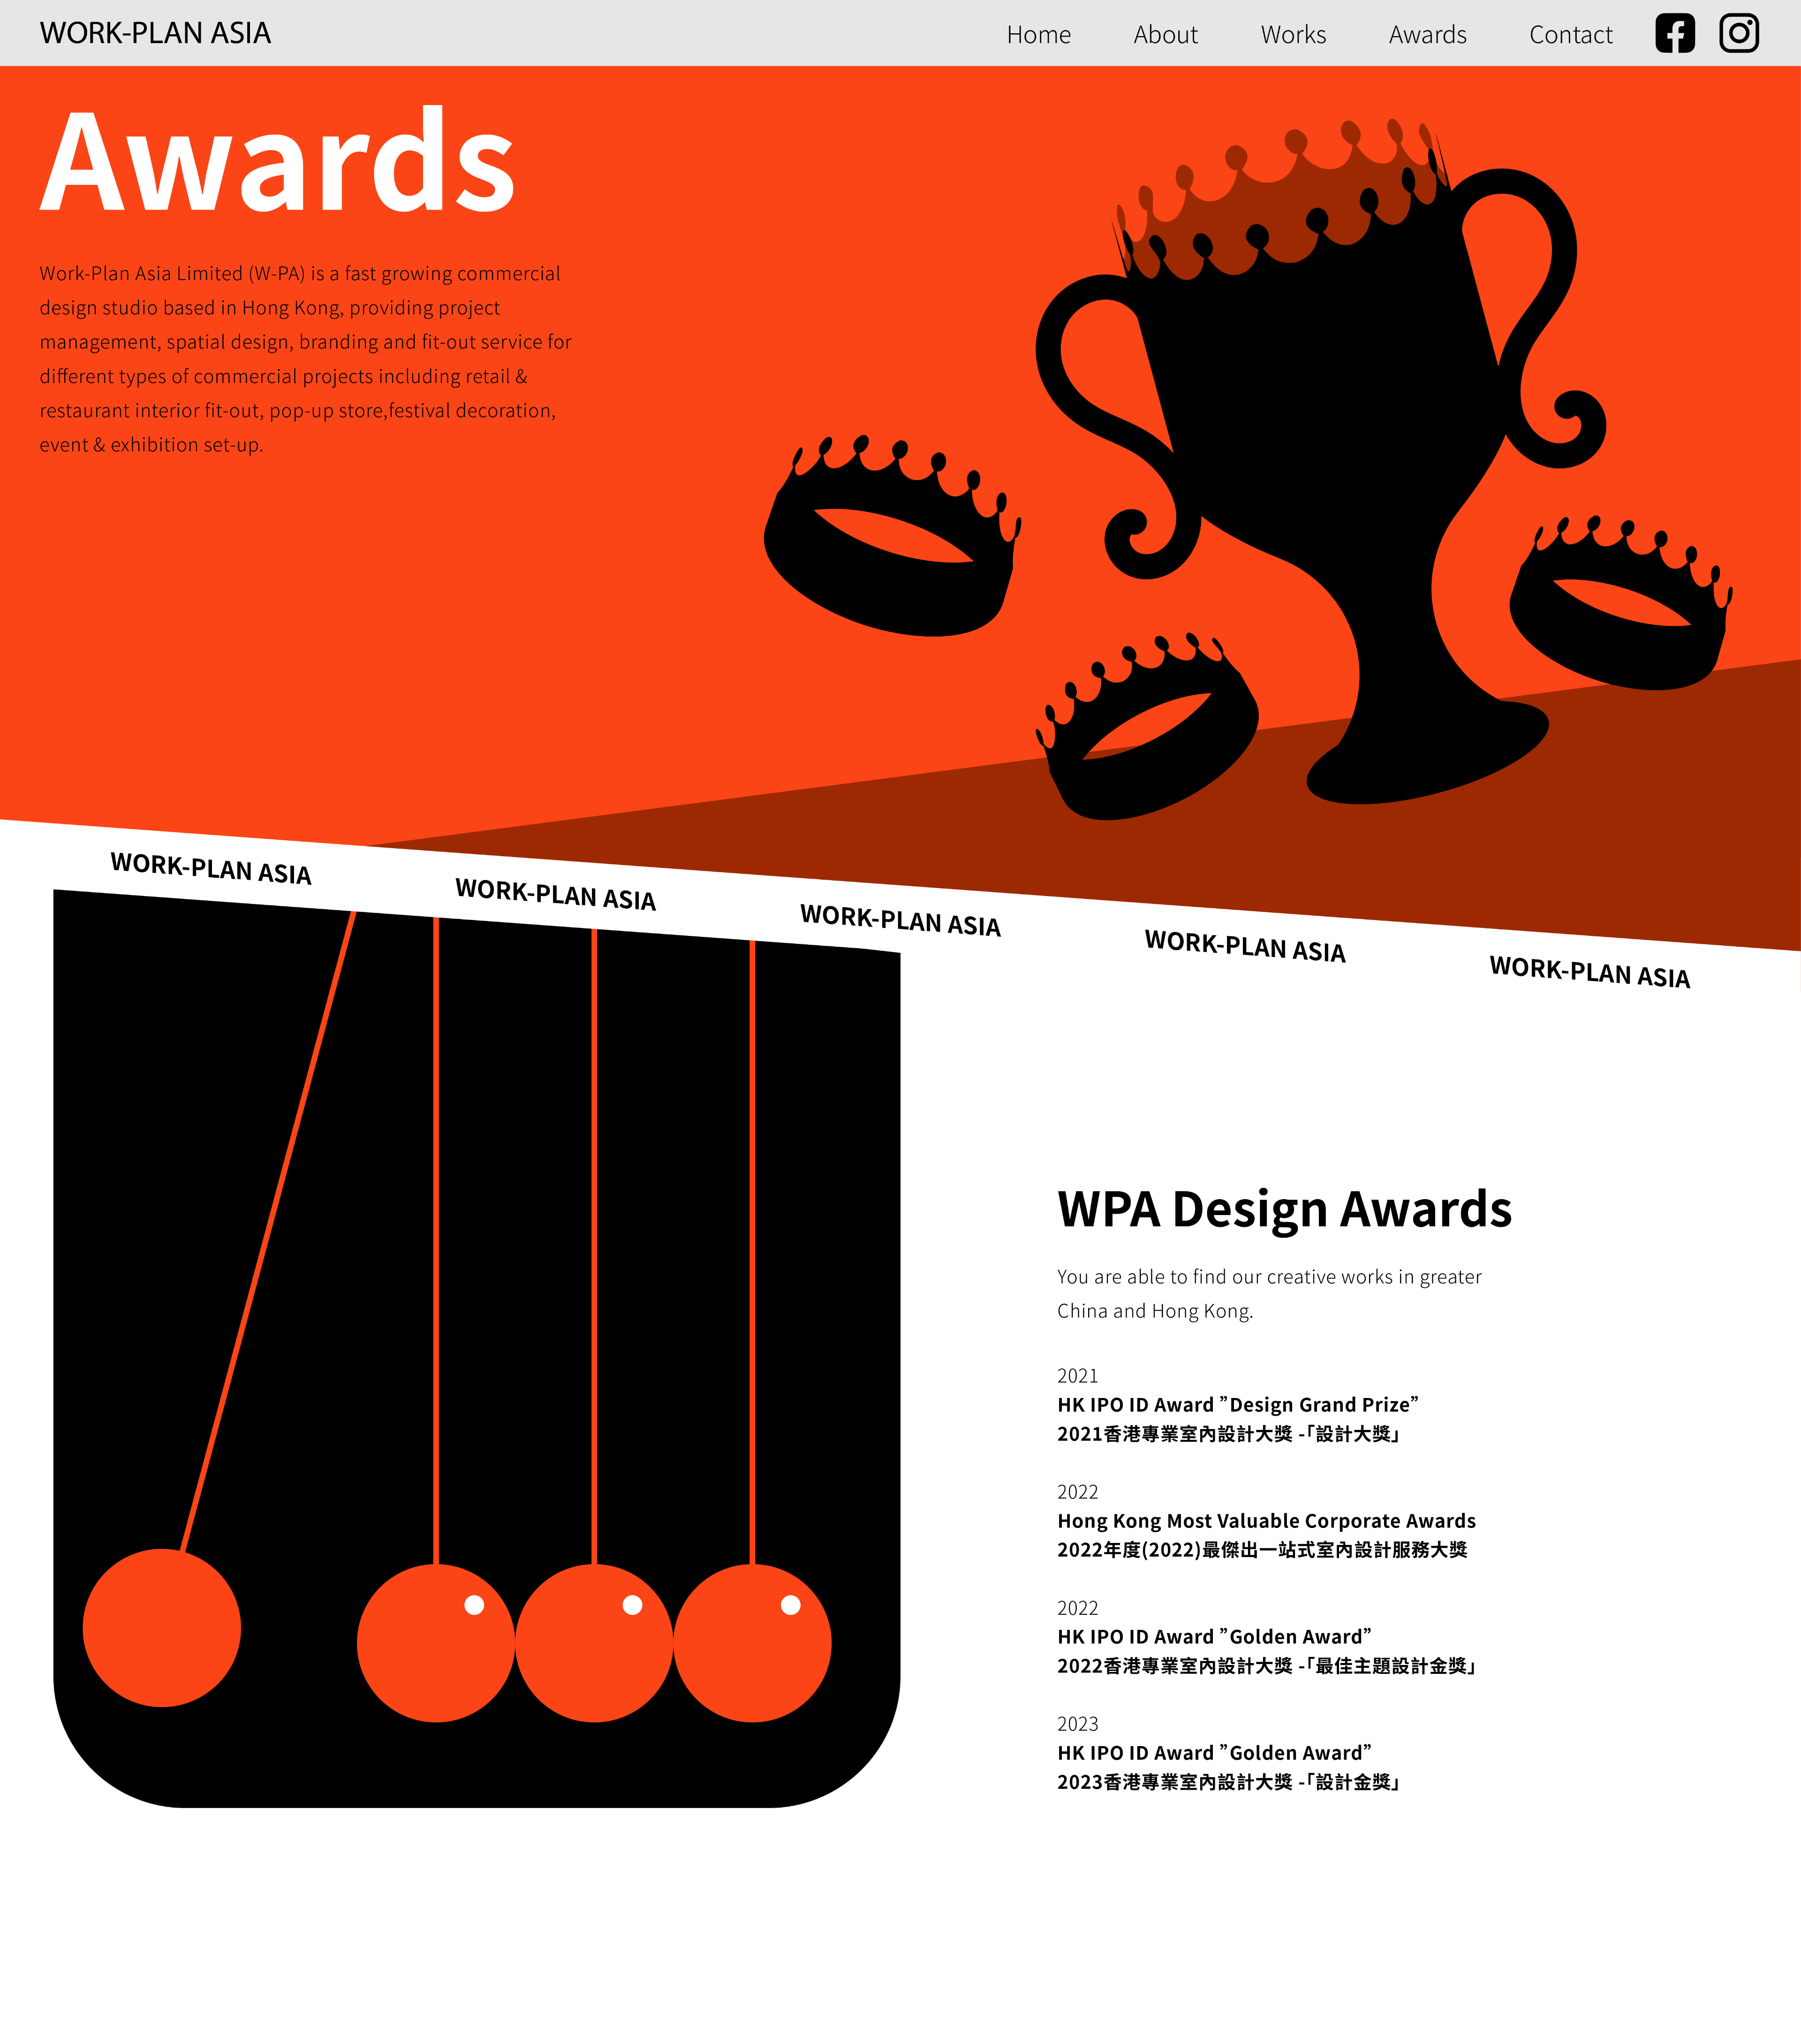 WORK-PLAN ASIA
Home
About
Works
Awards
Contact
Awards
Work-Plan Asia Limited (W-PA) is a fast growing commercial
design studio based in Hong Kong, providing project
management, spatial design, branding and fit-out service for
different types of commercial projects including retail &
restaurant interior fit-out, pop-up store,festival decoration,
event & exhibition set-up.
WORK-PLAN ASIA
WORK-PLAN ASIA
WORK-PLAN ASIA
WORK-PLAN ASIA
WORK-PLAN ASIA
WPA Design Awards
You are able to find our creative works in greater
China and Hong Kong.
2021
HK IPO ID Award ”Design Grand Prize”
2021香港專業室內設計大獎 -「設計大獎」
2022
Hong Kong Most Valuable Corporate Awards
2022年度(2022)最傑出一站式室內設計服務大獎
2022
HK IPO ID Award ”Golden Award”
2022香港專業室內設計大獎 -「最佳主題設計金獎」
2023
HK IPO ID Award ”Golden Award”
2023香港專業室內設計大獎 -「設計金獎」